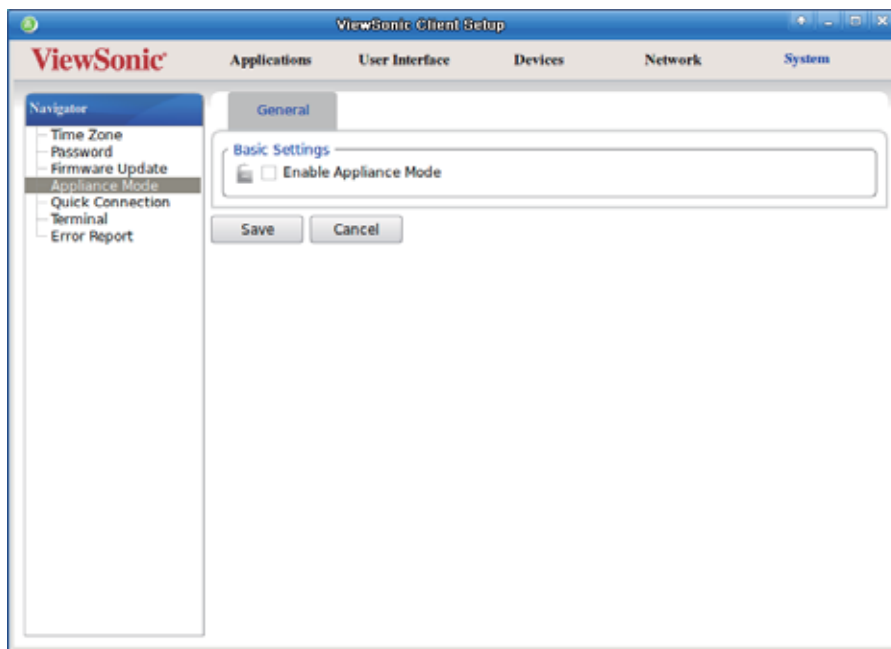 ViewSonic Client Setup
ViewSonic®
Applications User Interface Devices Network System
Navigator
Time Zone
Password
Firmware Update
Appliance Mode
Quick Connection
Terminal
Error Report
General
Basic Settings
Enable Appliance Mode
Save Cancel